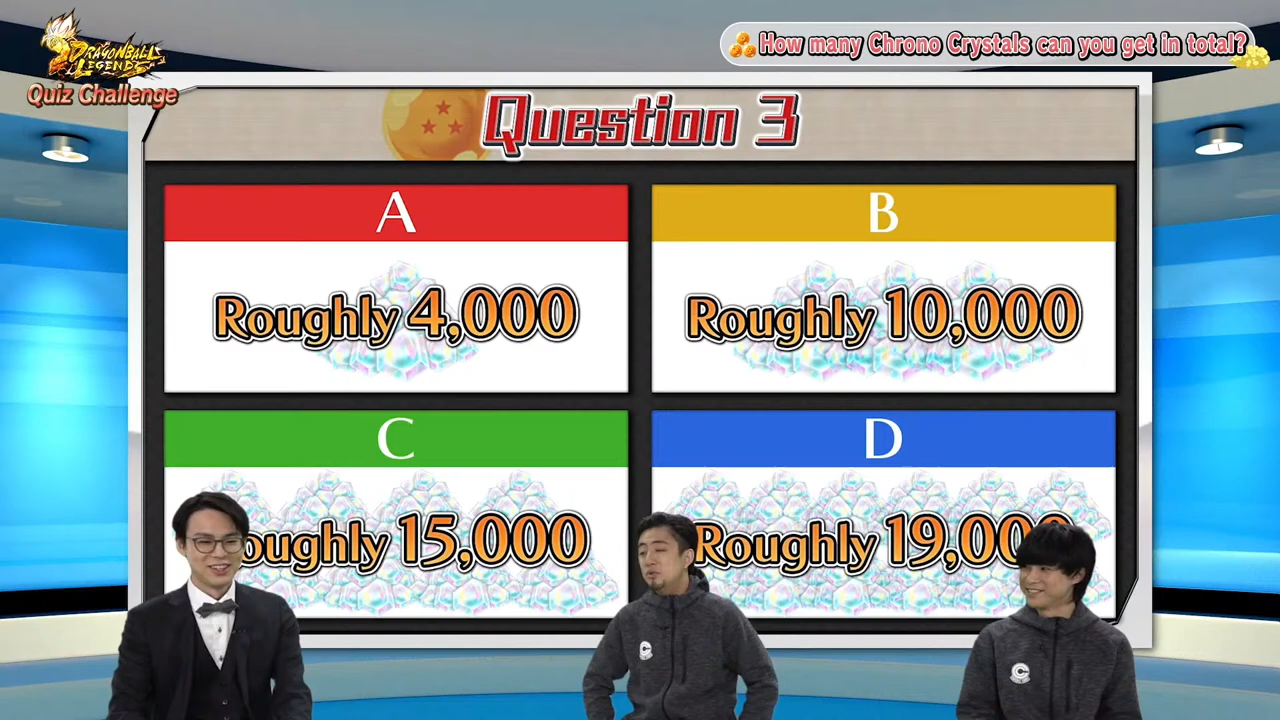 DRAGONBALL
LEGENDS
Quiz Challenge
How many Chrono Crystals can you get in total?
Question 3
A
B
Roughly 4,000
Roughly 10,000
C
D
oughly 15,000
Roughly 19,000
C
C